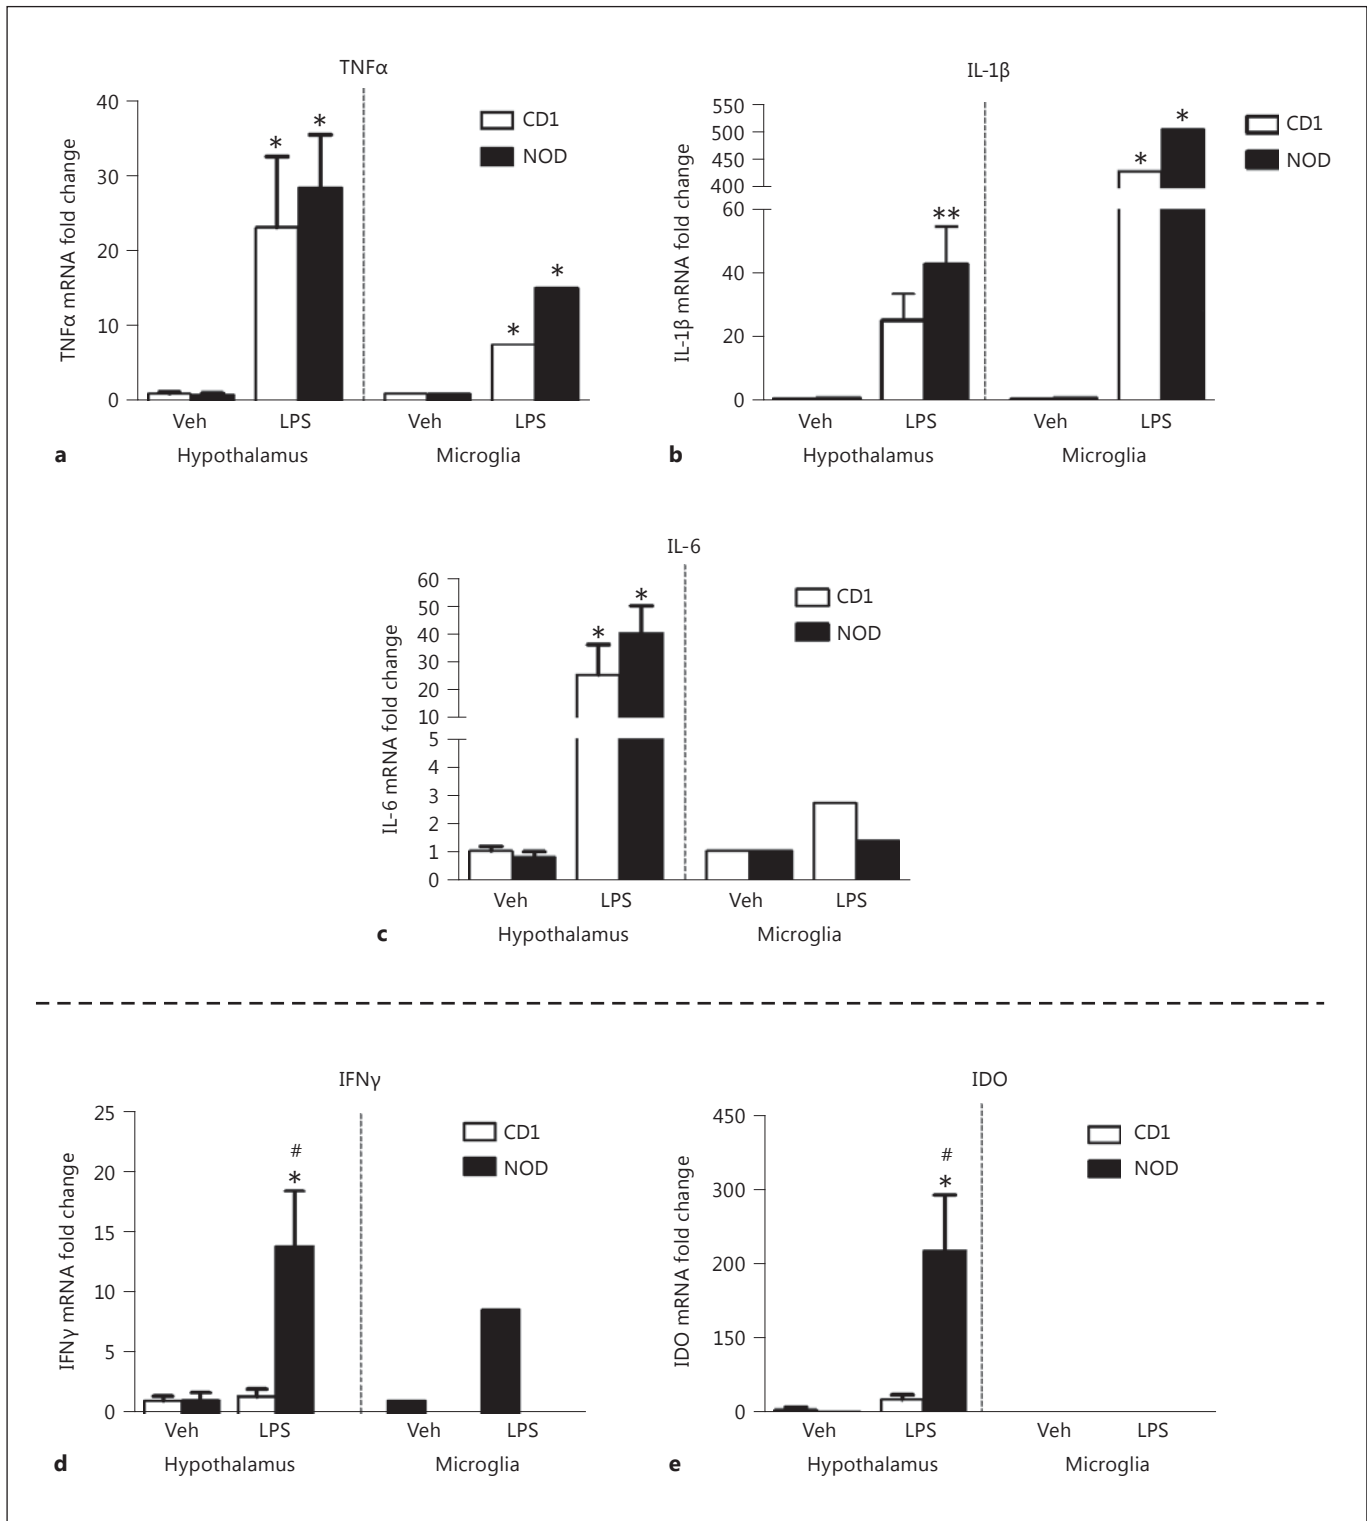 TNFα
TNFα mRNA fold change
40
30
20
10
0
* * * *
CD1
NOD
Veh LPS Veh LPS
a Hypothalamus Microglia
IL-1β
IL-1β mRNA fold change
550
500
450
400
60
40
20
0
** * *
CD1
NOD
Veh LPS Veh LPS
b Hypothalamus Microglia
IL-6
IL-6 mRNA fold change
60
50
40
30
20
10
5
4
3
2
1
0
* *
CD1
NOD
Veh LPS Veh LPS
c Hypothalamus Microglia
IFNγ
IFNγ mRNA fold change
25
20
15
10
5
0
#
*
CD1
NOD
Veh LPS Veh LPS
d Hypothalamus Microglia
IDO
IDO mRNA fold change
450
300
200
150
0
#
*
CD1
NOD
Veh LPS Veh LPS
e Hypothalamus Microglia